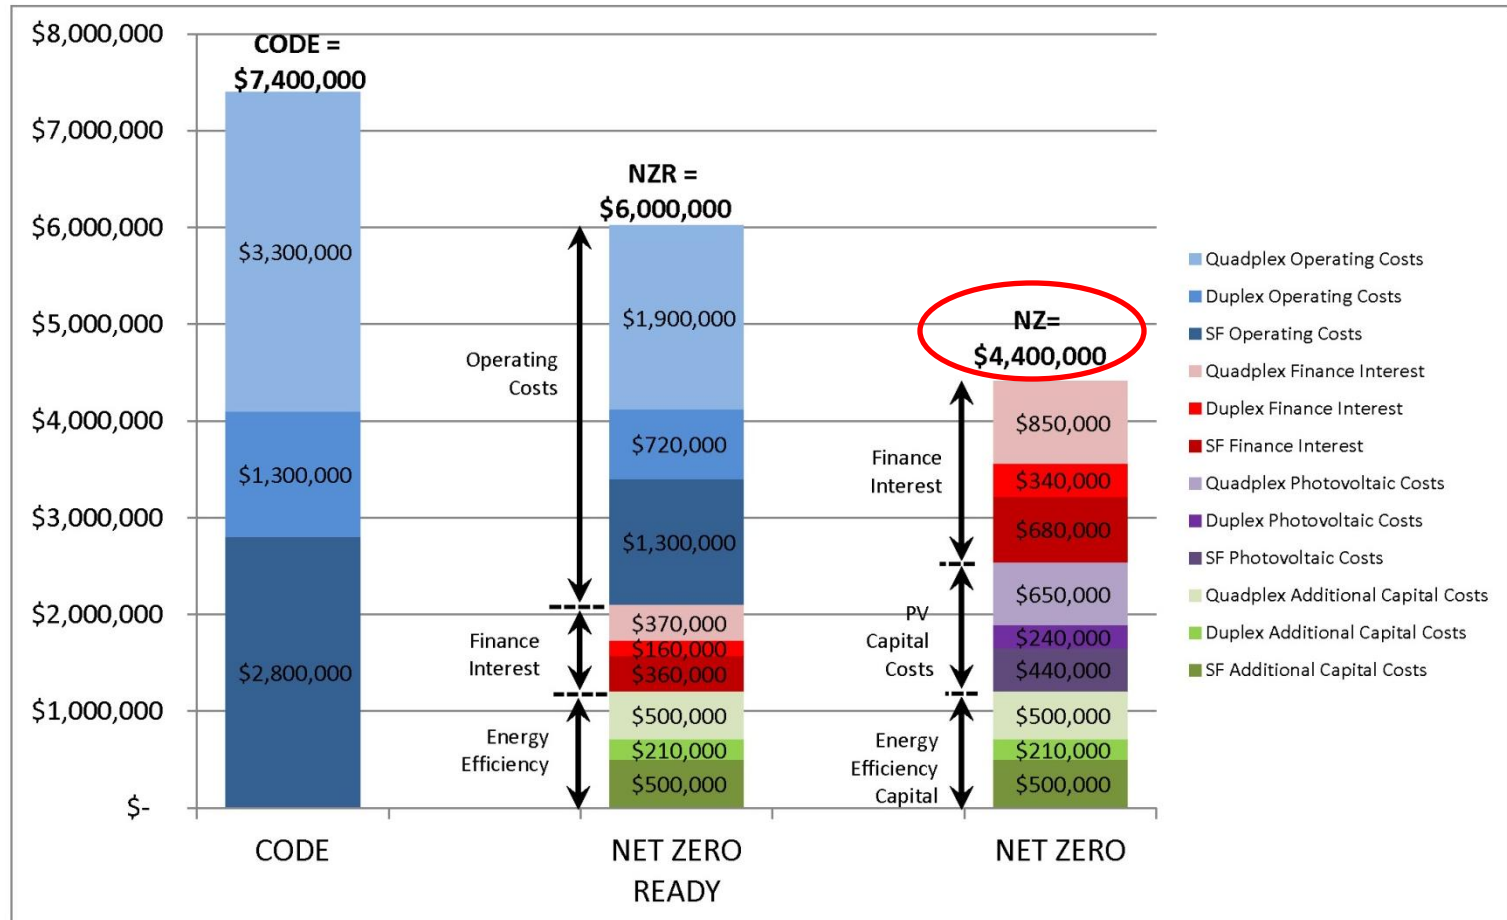 $8,000,000
$7,000,000
$6,000,000
$5,000,000
$4,000,000
$3,000,000
$2,000,000
$1,000,000
$-
CODE =
$7,400,000
$3,300,000
$1,300,000
$2,800,000
CODE
NZR =
$6,000,000
Operating
Costs
Finance
Interest
Energy
Efficiency
$1,900,000
$720,000
$1,300,000
$370,000
$160,000
$360,000
$500,000
$210,000
$500,000
NET ZERO
READY
NZ=
$4,400,000
Finance
Interest
PV
Capital
Costs
Energy
Efficiency
Capital
$850,000
$340,000
$680,000
$650,000
$240,000
$440,000
$500,000
$210,000
$500,000
NET ZERO
Quadplex Operating Costs
Duplex Operating Costs
SF Operating Costs
Quadplex Finance Interest
Duplex Finance Interest
SF Finance Interest
Quadplex Photovoltaic Costs
Duplex Photovoltaic Costs
SF Photovoltaic Costs
Quadplex Additional Capital Costs
Duplex Additional Capital Costs
SF Additional Capital Costs